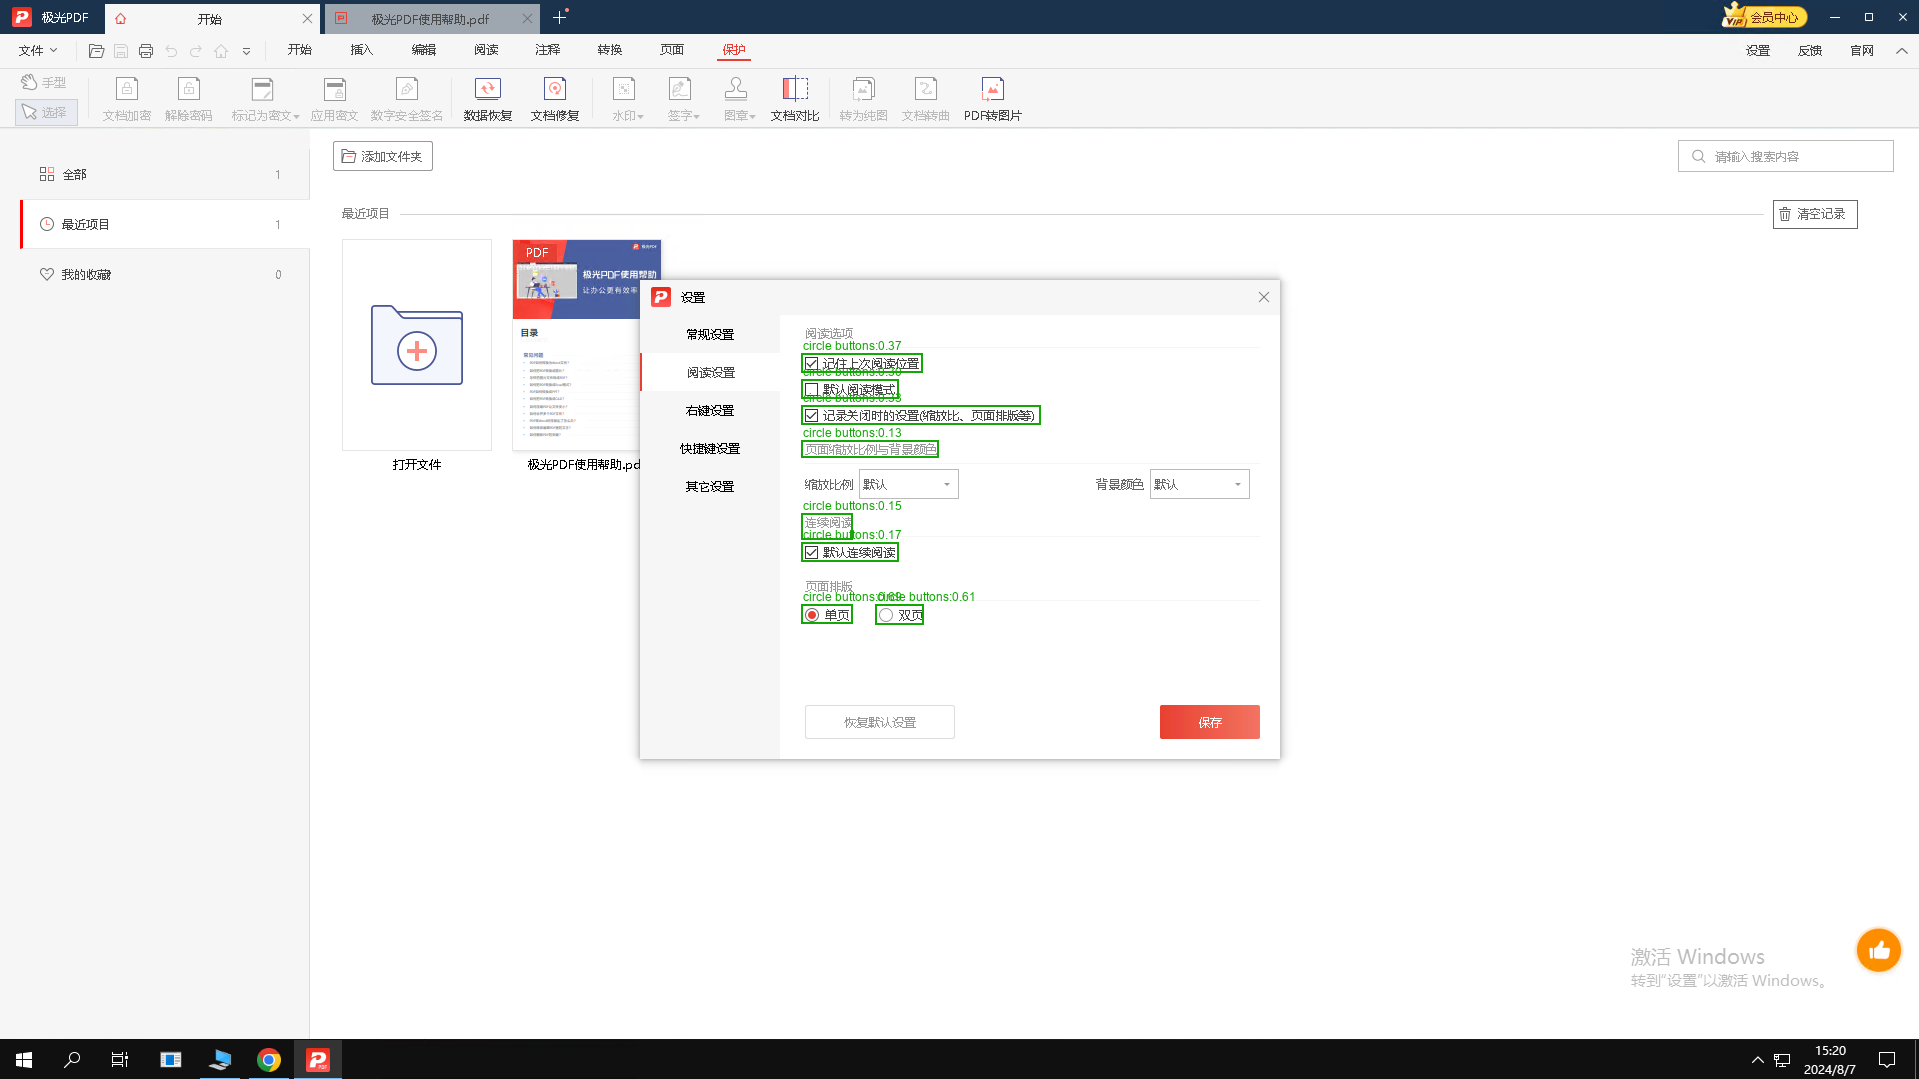 极光PDF
开始
极光PDF使用帮助.pdf
会员中心
文件
开始
插入
编辑
阅读
注释
转换
页面
保护
设置
反馈
官网
手型
选择
文档加密
解除密码
标记为密文
应用密文
数字安全签名
数据恢复
文档修复
水印
签字
图章
文档对比
转为纯图
文档转曲
PDF转图片
全部 1
最近项目 1
我的收藏 0
添加文件夹
请输入搜索内容
最近项目
清空记录
打开文件
PDF
极光PDF使用帮助
让办公更有效率
目录
常见问题
极光PDF使用帮助.pd
设置
常规设置
阅读设置
右键设置
快捷键设置
其它设置
阅读选项
circle buttons:0.37
记住上次阅读位置
默认阅读模式
记录关闭时的设置(缩放比、页面排版等)
circle buttons:0.13
页面缩放比例与背景颜色
缩放比例 默认
背景颜色 默认
circle buttons:0.15
连续阅读
circle buttons:0.17
默认连续阅读
页面排版
circle buttons:0.69
circle buttons:0.61
单页
双页
恢复默认设置
保存
激活 Windows
转到“设置”以激活 Windows。
15:20
2024/8/7